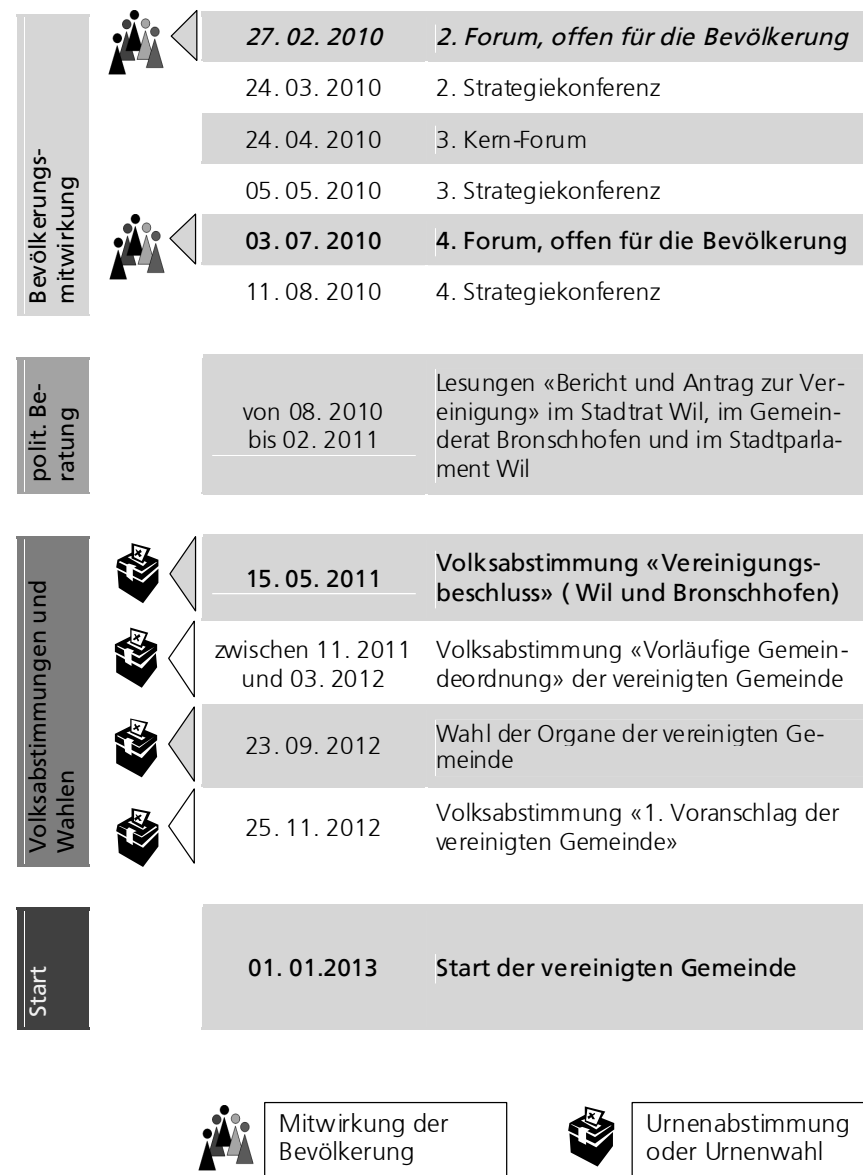 Bevölkerungs-
mitwirkung
27. 02. 2010 2. Forum, offen für die Bevölkerung
24. 03. 2010 2. Strategiekonferenz
24. 04. 2010 3. Kern-Forum
05. 05. 2010 3. Strategiekonferenz
03. 07. 2010 4. Forum, offen für die Bevölkerung
11. 08. 2010 4. Strategiekonferenz
polit. Be-
ratung
von 08. 2010
bis 02. 2011
Lesungen «Bericht und Antrag zur Ver-
einigung» im Stadtrat Wil, im Gemein-
derat Bronschhofen und im Stadtparla-
ment Wil
Volksabstimmungen und
Wahlen
15. 05. 2011
Volksabstimmung «Vereinigungs-
beschluss» ( Wil und Bronschhofen)
zwischen 11. 2011
und 03. 2012
Volksabstimmung «Vorläufige Gemein-
deordnung» der vereinigten Gemeinde
23. 09. 2012
Wahl der Organe der vereinigten Ge-
meinde
25. 11. 2012
Volksabstimmung «1. Voranschlag der
vereinigten Gemeinde»
Start
01. 01.2013 Start der vereinigten Gemeinde
Mitwirkung der
Bevölkerung
Urnenabstimmung
oder Urnenwahl